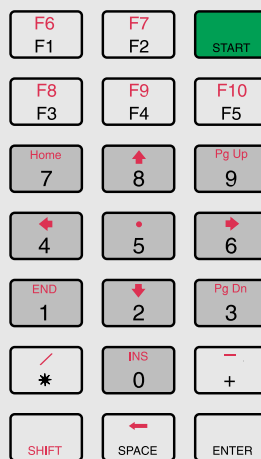 F6 F7
F1 F2 START
F8 F9 F10
F3 F4 F5
Home Pg Up
7 8 9
4 5 6
END Pg Dn
1 2 3
/ INS -
* 0 +
SHIFT SPACE ENTER